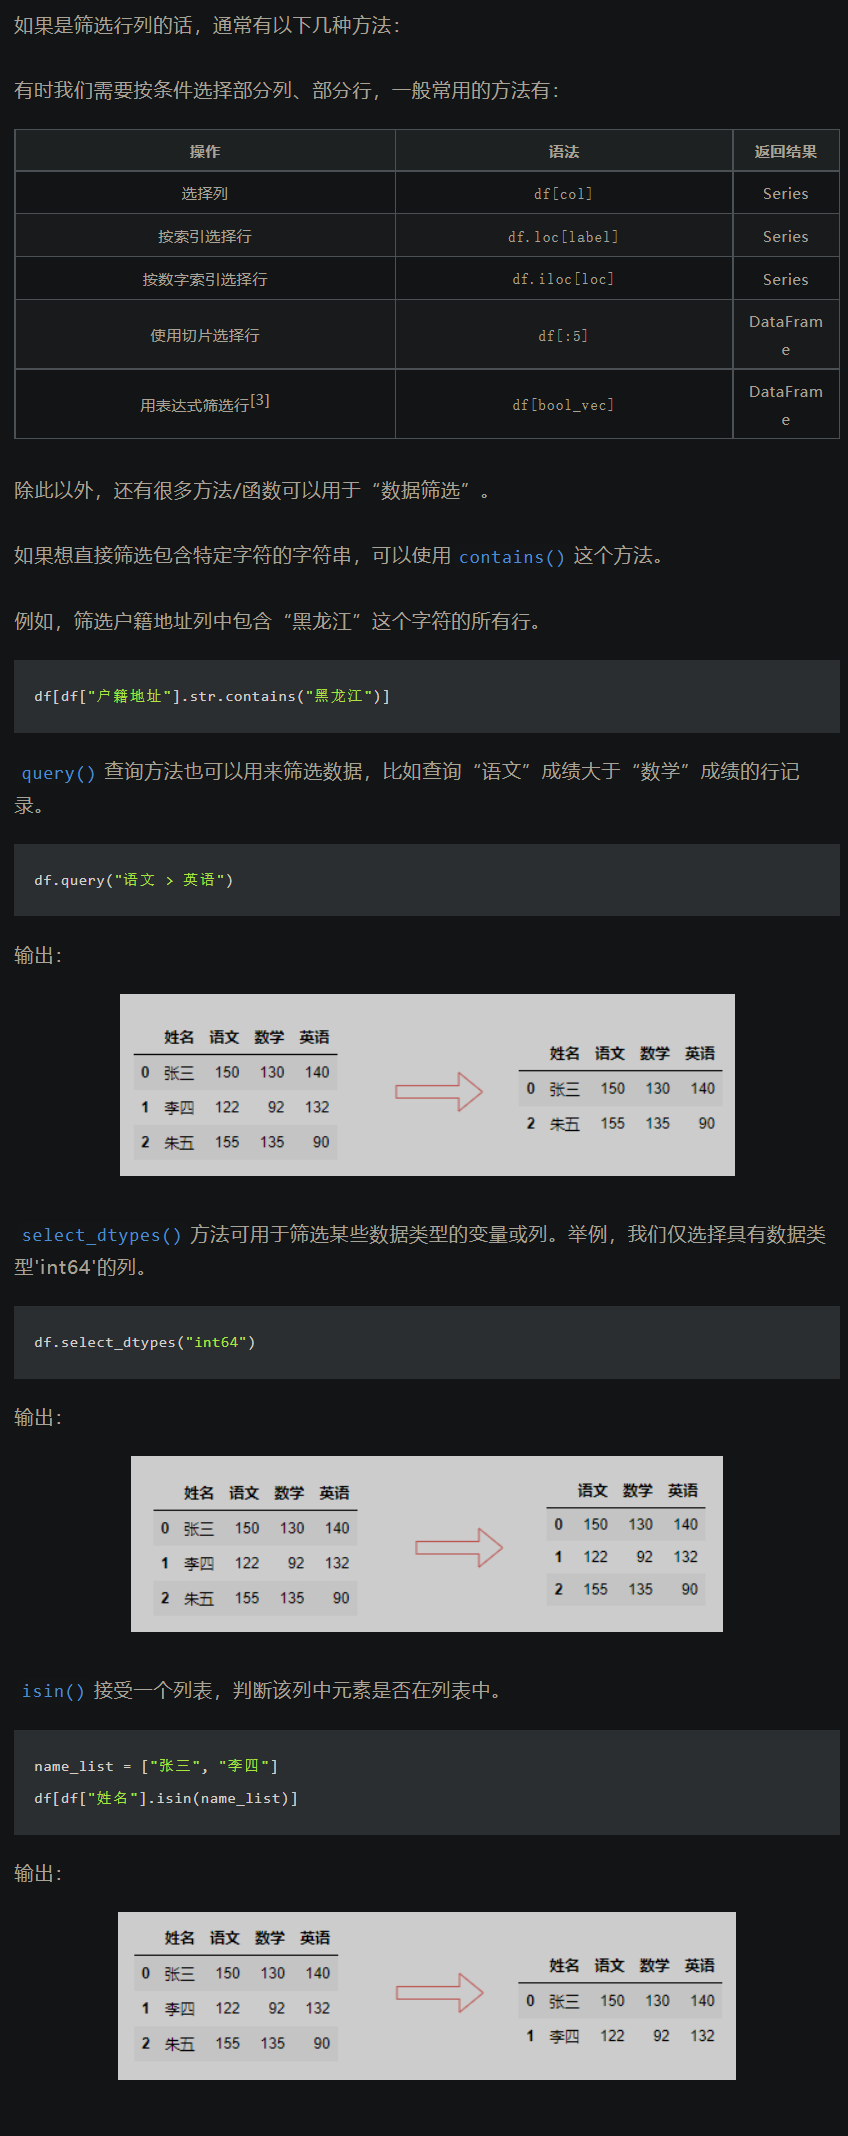 如果是筛选行列的话，通常有以下几种方法：
有时我们需要按条件选择部分列、部分行，一般常用的方法有：
操作 语法 返回结果
选择列 df[col] Series
按索引选择行 df.loc[label] Series
按数字索引选择行 df.iloc[loc] Series
使用切片选择行 df[:5] DataFram
e
用表达式筛选行[3] df[bool_vec] DataFram
e
除此以外，还有很多方法/函数可以用于“数据筛选”。
如果想直接筛选包含特定字符的字符串，可以使用 contains() 这个方法。
例如，筛选户籍地址列中包含“黑龙江”这个字符的所有行。
df[df["户籍地址"].str.contains("黑龙江")]
query() 查询方法也可以用来筛选数据，比如查询“语文”成绩大于“数学”成绩的行记
录。
df.query("语文 > 英语")
输出：
姓名 语文 数学 英语
0 张三 150 130 140
1 李四 122 92 132
2 朱五 155 135 90
姓名 语文 数学 英语
0 张三 150 130 140
2 朱五 155 135 90
select_dtypes() 方法可用于筛选某些数据类型的变量或列。举例，我们仅选择具有数据类
型'int64'的列。
df.select_dtypes("int64")
输出：
姓名 语文 数学 英语
0 张三 150 130 140
1 李四 122 92 132
2 朱五 155 135 90
语文 数学 英语
0 150 130 140
1 122 92 132
2 155 135 90
isin() 接受一个列表，判断该列中元素是否在列表中。
name_list = ["张三", "李四"]
df[df["姓名"].isin(name_list)]
输出：
姓名 语文 数学 英语
0 张三 150 130 140
1 李四 122 92 132
2 朱五 155 135 90
姓名 语文 数学 英语
0 张三 150 130 140
1 李四 122 92 132